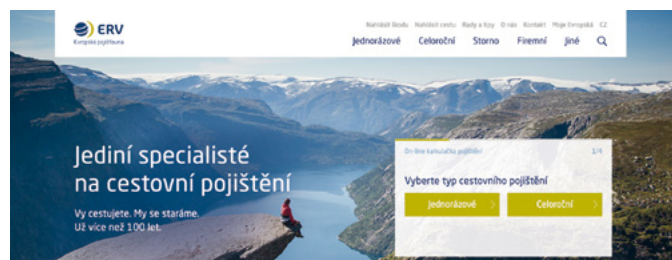 ERV
Evropská pojišťovna
Nahlásit škodu Nahlásit cestu Rady a tipy O nás Kontakt Moje Evropská CZ
Jednorázové Celoroční Storno Firemní Jiné
Jediní specialisté
na cestovní pojištění
Vy cestujete. My se staráme.
Už více než 100 let.
On-line kalkulačka pojištění 1/4
Vyberte typ cestovního pojištění
Jednorázové Celoroční